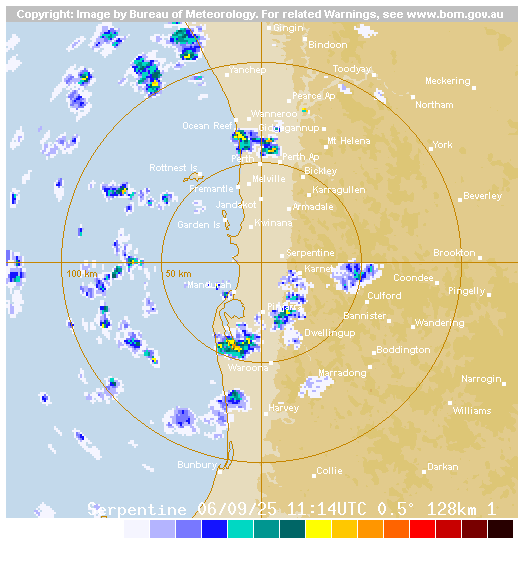 Copyright: Image by Bureau of Meteorology. For related Warnings, see www.bom.gov.au
Gingin
Bindoon
Yanchep
Toodyay
Meckering
Pearce Ap
Northam
Wanneroo
Ocean Reef
Gidgegannup
Mt Helena
York
Perth
Perth Ap
Rottnest Is
Bickley
Melville
Fremantle
Karragullen
Beverley
Jandakot
Armadale
Garden Is
Kwinana
Serpentine
Brookton
100 km
50 km
Karnet
Coondee
Mandurah
Pingelly
Culford
Bannister
Wandering
Dwellingup
Boddington
Waroona
Marradong
Narrogin
Harvey
Williams
Bunbury
Collie
Darkan
Serpentine 06/09/25 11:14UTC 0.5° 128km 1